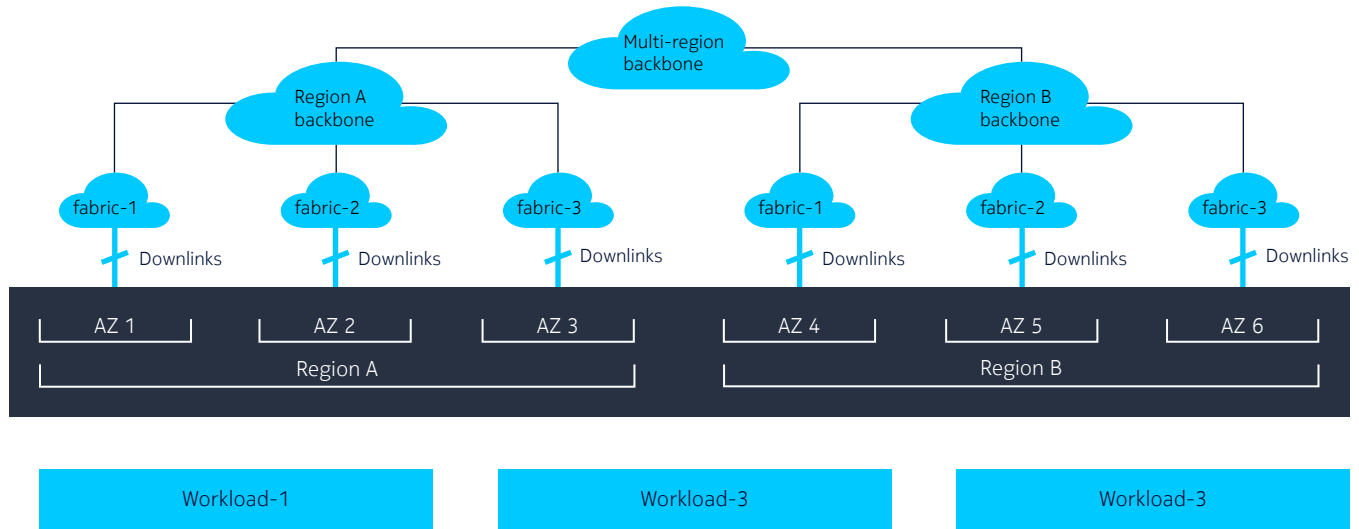 Multi-region
backbone
Region A
backbone
Region B
backbone
fabric-1
fabric-2
fabric-3
fabric-1
fabric-2
fabric-3
Downlinks
Downlinks
Downlinks
Downlinks
Downlinks
Downlinks
AZ 1
AZ 2
AZ 3
AZ 4
AZ 5
AZ 6
Region A
Region B
Workload-1
Workload-3
Workload-3